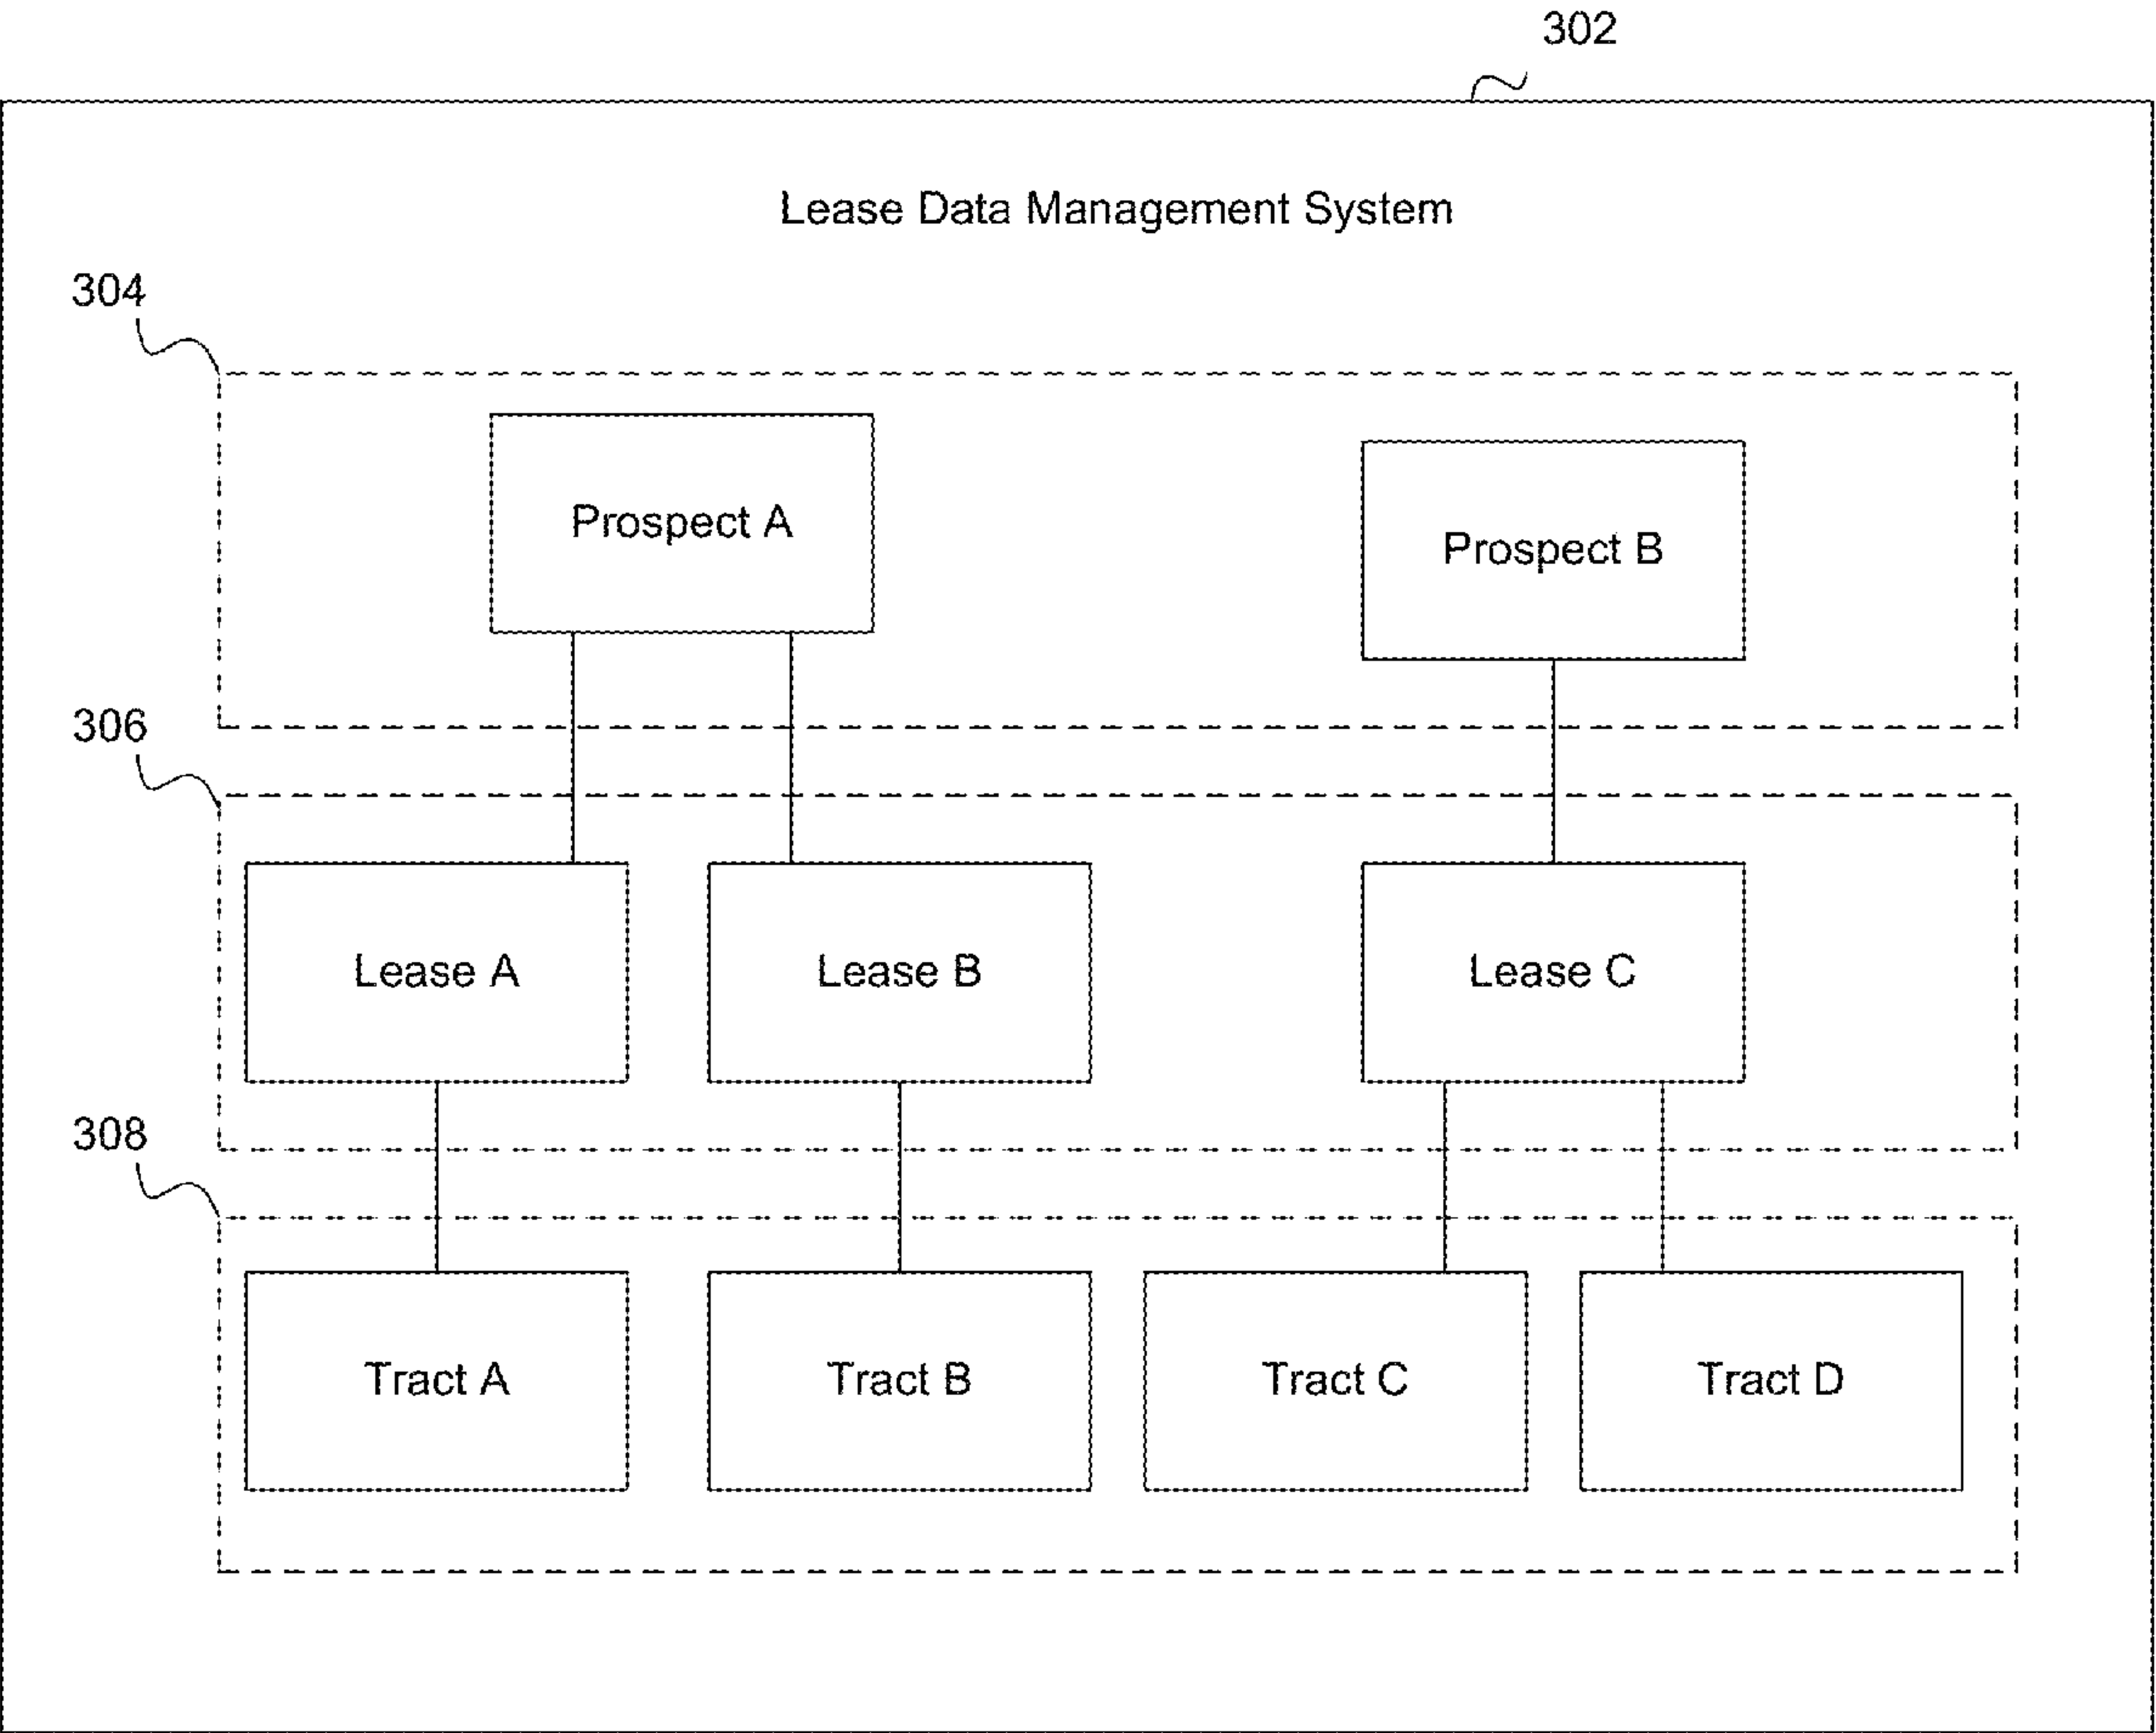 302
Lease Data Management System
304
Prospect A
Prospect B
306
Lease A
Lease B
Lease C
308
Tract A
Tract B
Tract C
Tract D